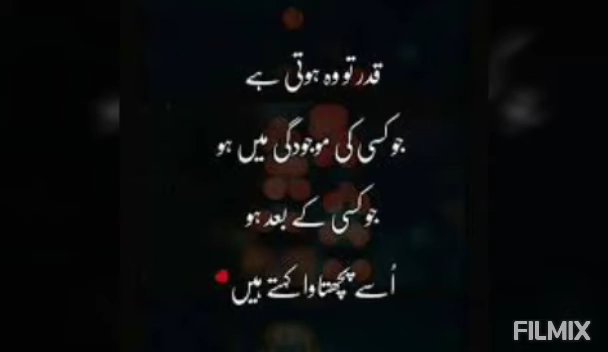 قدر تو وہ ہوتی ہے
جو کسی کی موجودگی میں ہو
جو کسی کے بعد ہو
اُسے پچھتاوا کہتے ہیں
FILMIX